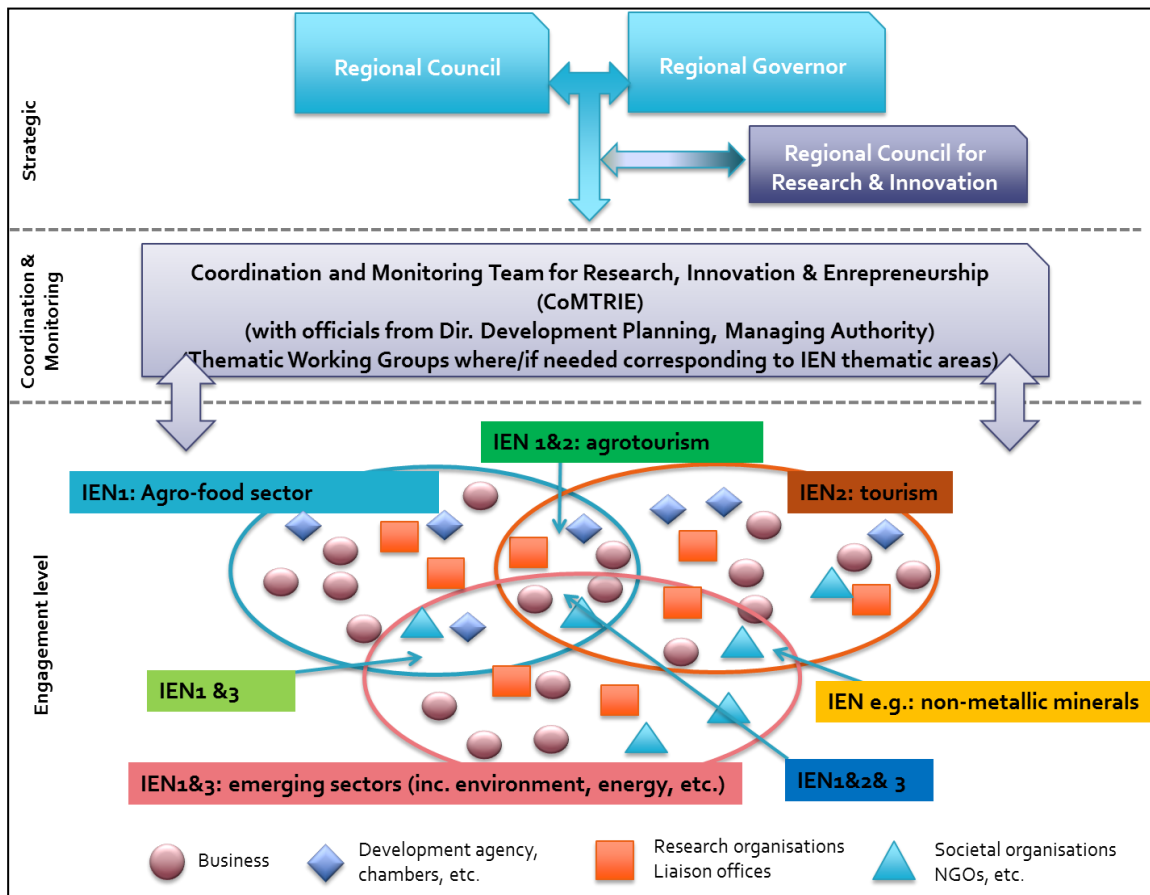 Strategic
Regional Council
Regional Governor
Regional Council for
Research & Innovation
Coordination &
Monitoring
Coordination and Monitoring Team for Research, Innovation & Enrepreneurship
(CoMTRIE)
(with officials from Dir. Development Planning, Managing Authority)
(Thematic Working Groups where/if needed corresponding to IEN thematic areas)
Engagement level
IEN 1&2: agrotourism
IEN1: Agro-food sector
IEN2: tourism
IEN1 &3
IEN e.g.: non-metallic minerals
IEN1&3: emerging sectors (inc. environment, energy, etc.)
IEN1&2& 3
Business
Development agency,
chambers, etc.
Research organisations
Liaison offices
Societal organisations
NGOs, etc.